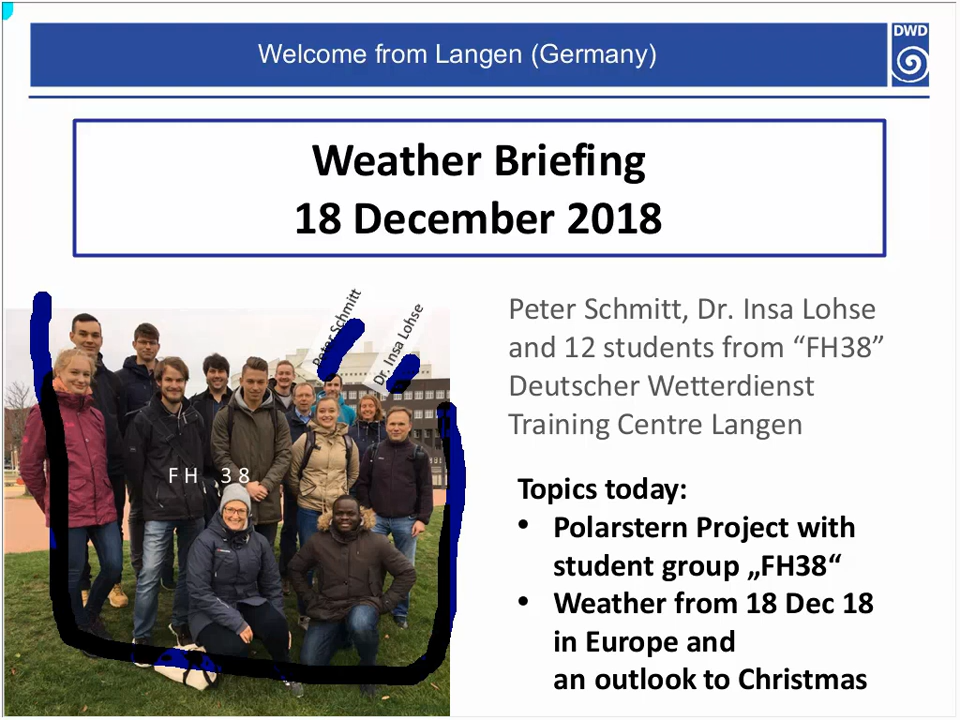 Welcome from Langen (Germany)
DWD
Weather Briefing
18 December 2018
Peter Schmitt
Dr. Insa Lohse
FH 38
Peter Schmitt, Dr. Insa Lohse
and 12 students from “FH38”
Deutscher Wetterdienst
Training Centre Langen
Topics today:
• Polarstern Project with
student group „FH38“
• Weather from 18 Dec 18
in Europe and
an outlook to Christmas